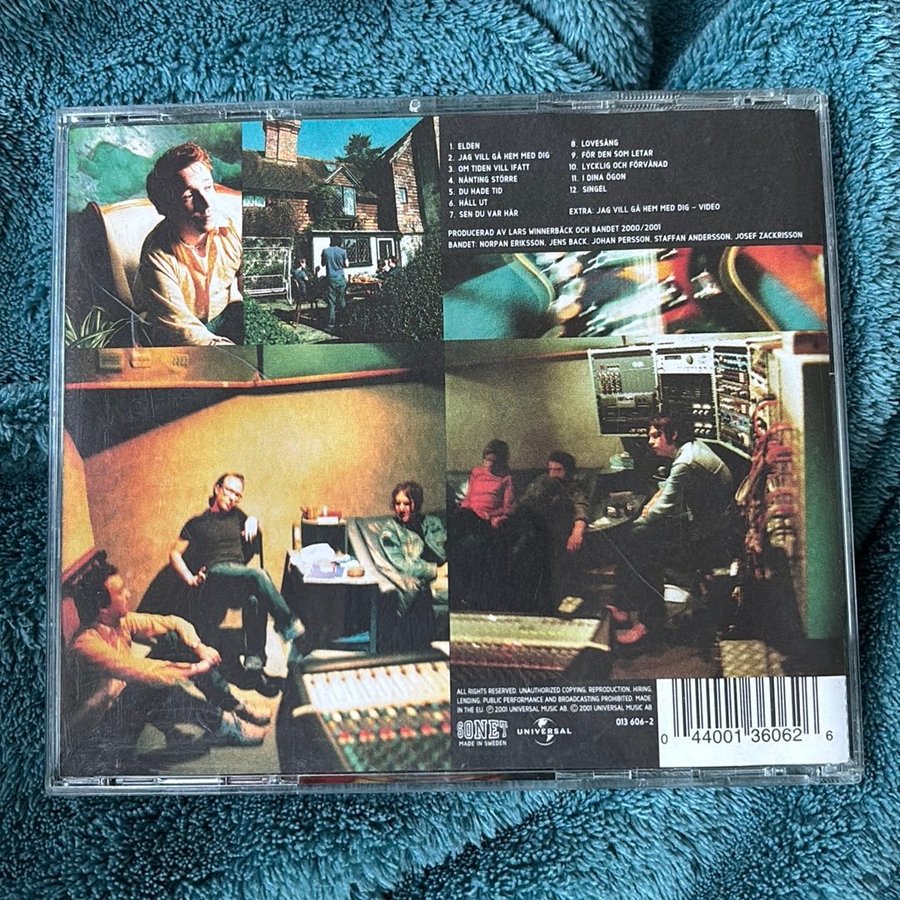 1. ELDEN
2. JAG VILL GÅ HEM MED DIG
3. OM TIDEN VILL IFATT
4. NÅNTING STÖRRE
5. DU HADE TID
6. HÅLL UT
7. SEN DU VAR HÄR
8. LOVESÅNG
9. FÖR DEN SOM LETAR
10. LYCKLIG OCH FÖRVÅNAD
11. I DINA ÖGON
12. SINGEL
EXTRA: JAG VILL GÅ HEM MED DIG – VIDEO
PRODUCERAD AV LARS WINNERBÄCK OCH BANDET 2000/2001
BANDET: NORPAN ERIKSSON, JENS BACK, JOHAN PERSSON, STAFFAN ANDERSSON, JOSEF ZACKRISSON
ALL RIGHTS RESERVED. UNAUTHORIZED COPYING, REPRODUCTION, HIRING,
LENDING, PUBLIC PERFORMANCE AND BROADCASTING PROHIBITED. MADE
IN THE EU. ℗ 2001 UNIVERSAL MUSIC AB. © 2001 UNIVERSAL MUSIC AB
SONET
MADE IN SWEDEN
UNIVERSAL
013 606-2
0 44001 36062 6